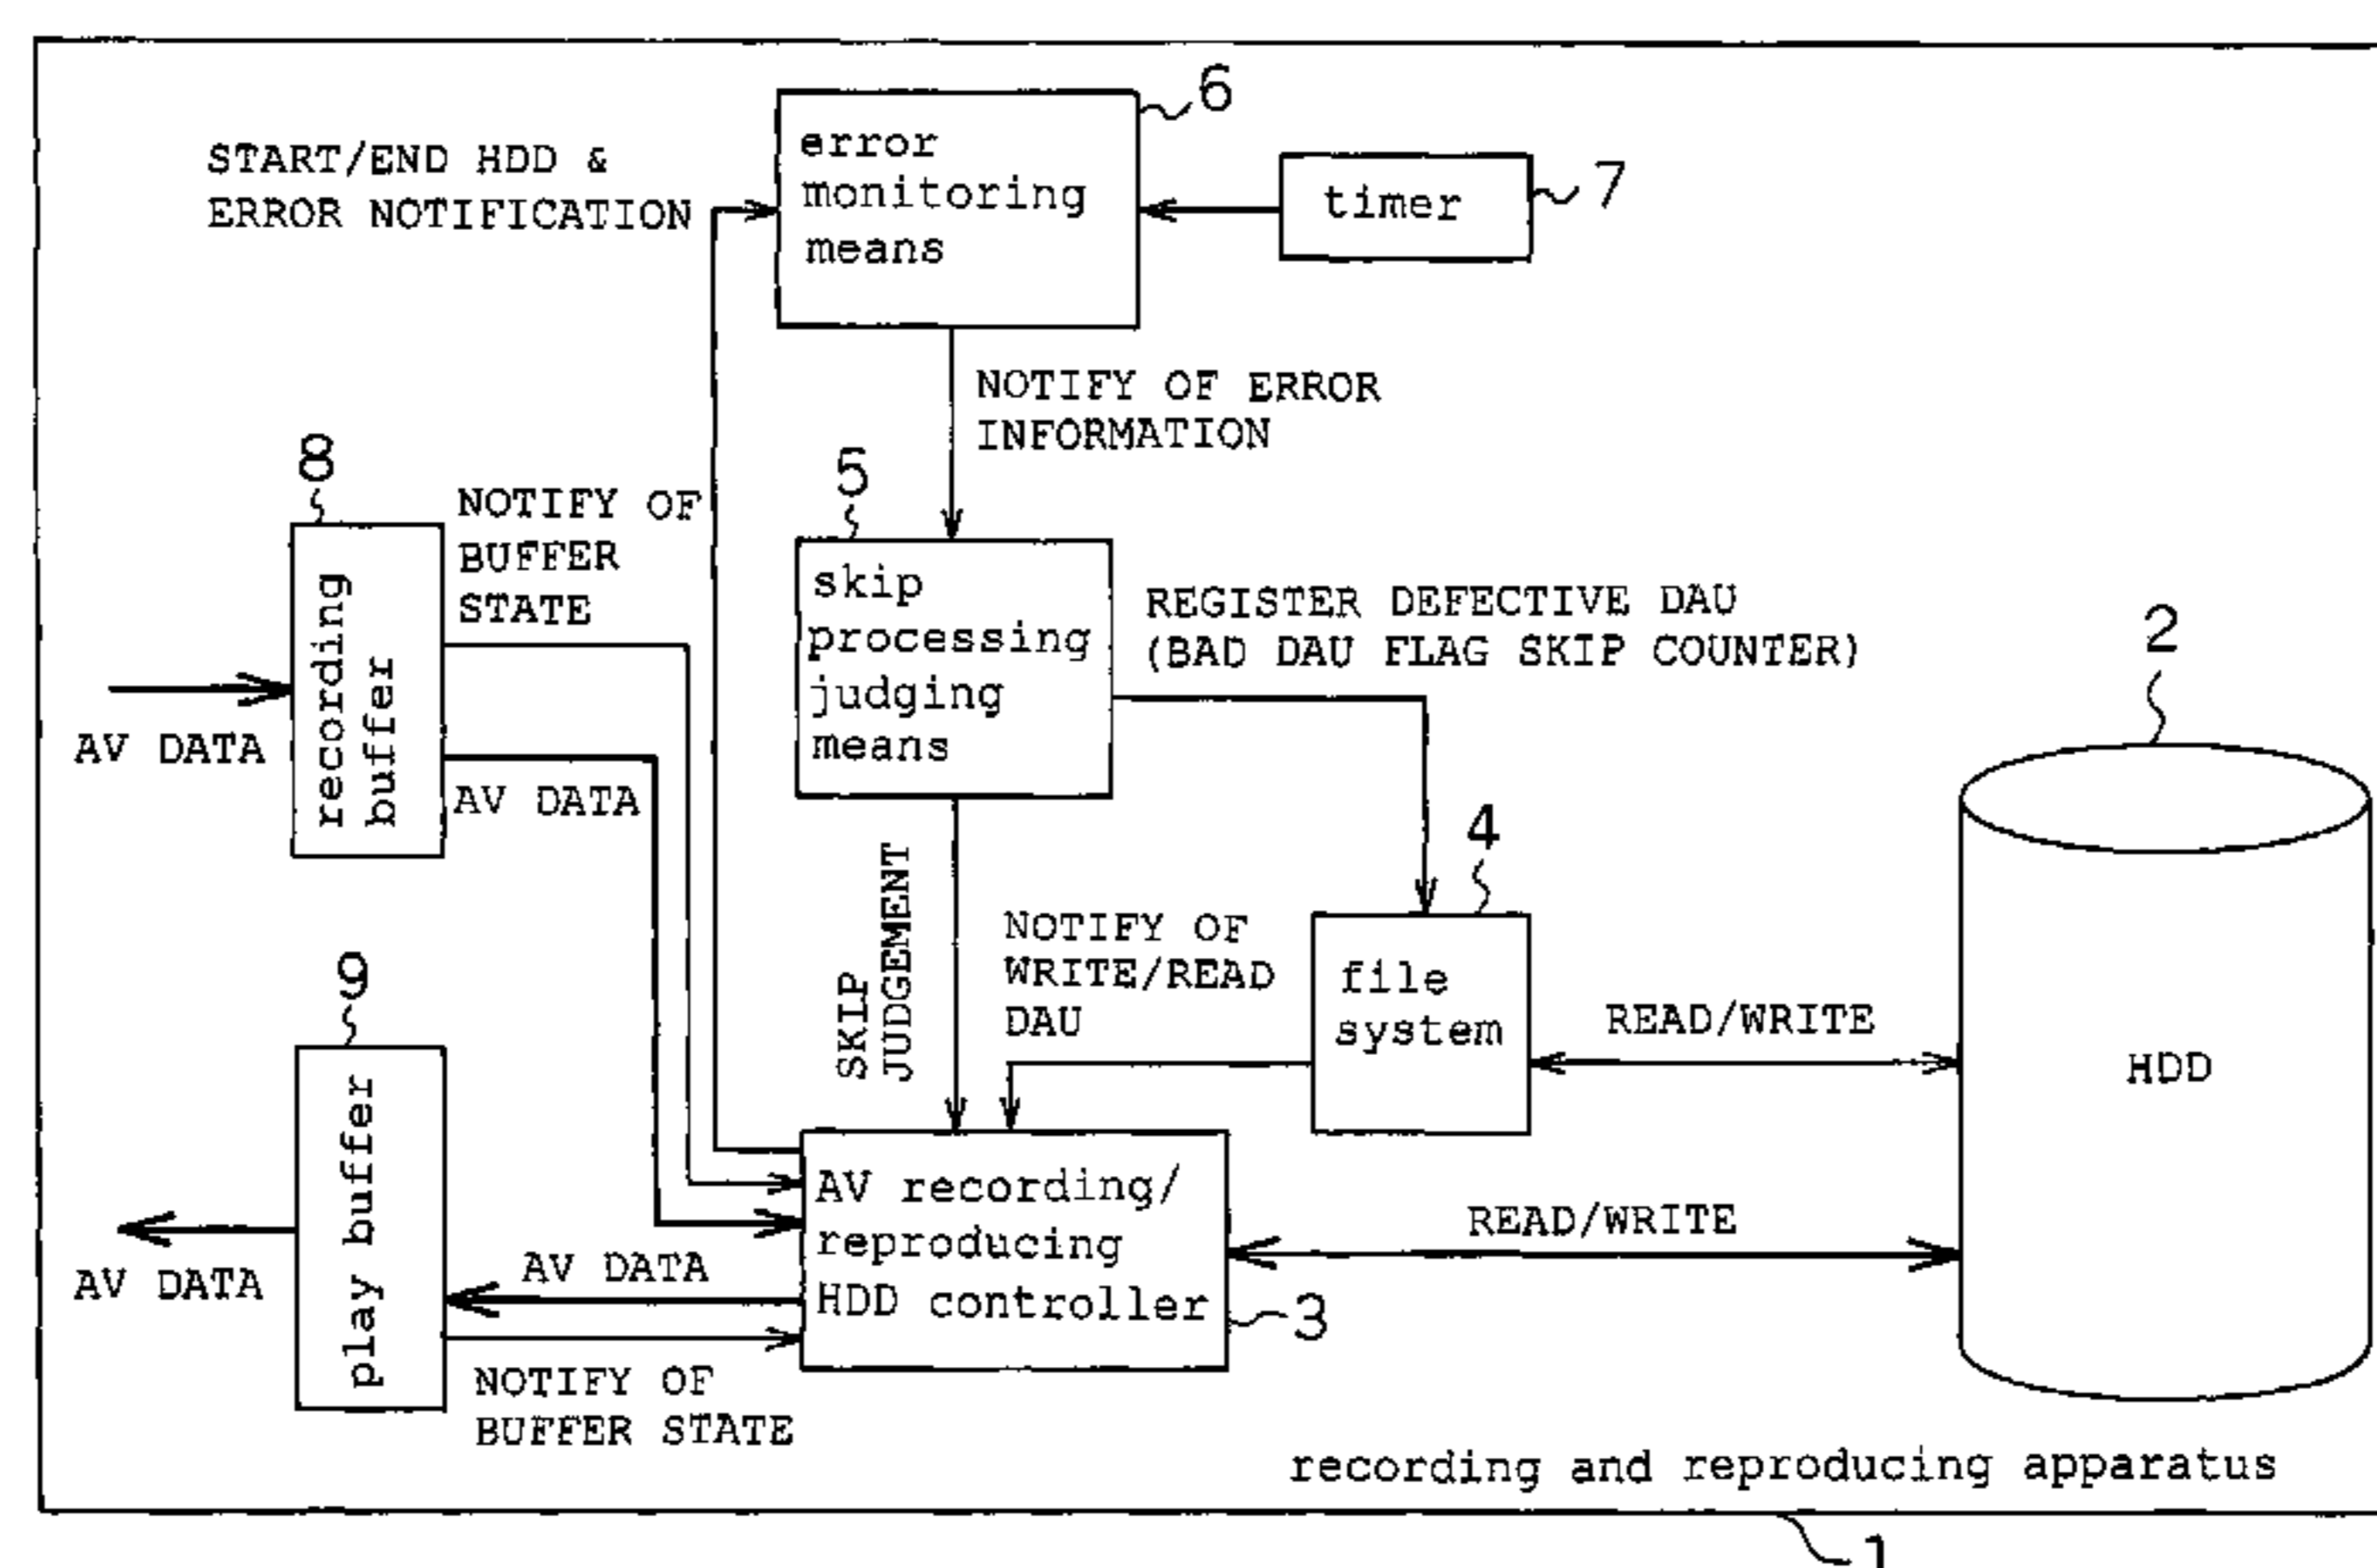 6
error
monitoring
means
START/END HDD &
ERROR NOTIFICATION
timer
7
NOTIFY OF ERROR
INFORMATION
8
recording
buffer
NOTIFY OF
BUFFER
STATE
AV DATA
AV DATA
5
skip
processing
judging
means
REGISTER DEFECTIVE DAU
(BAD DAU FLAG SKIP COUNTER)
2
HDD
4
file
system
SKIP
JUDGEMENT
NOTIFY OF
WRITE/READ
DAU
READ/WRITE
9
play buffer
AV DATA
AV DATA
NOTIFY OF
BUFFER STATE
AV recording/
reproducing
HDD controller
3
READ/WRITE
recording and reproducing apparatus
1